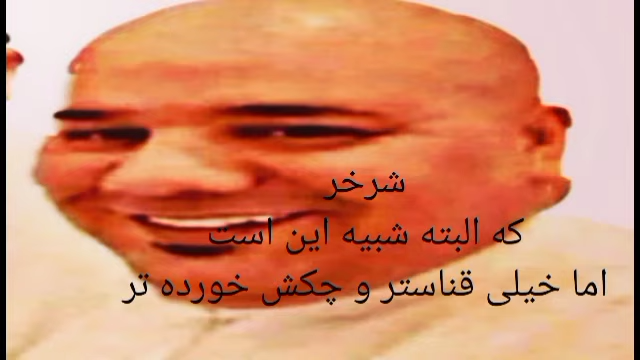 شرخر
که البته شبیه این است
اما خیلی قناستر و چکش خورده تر